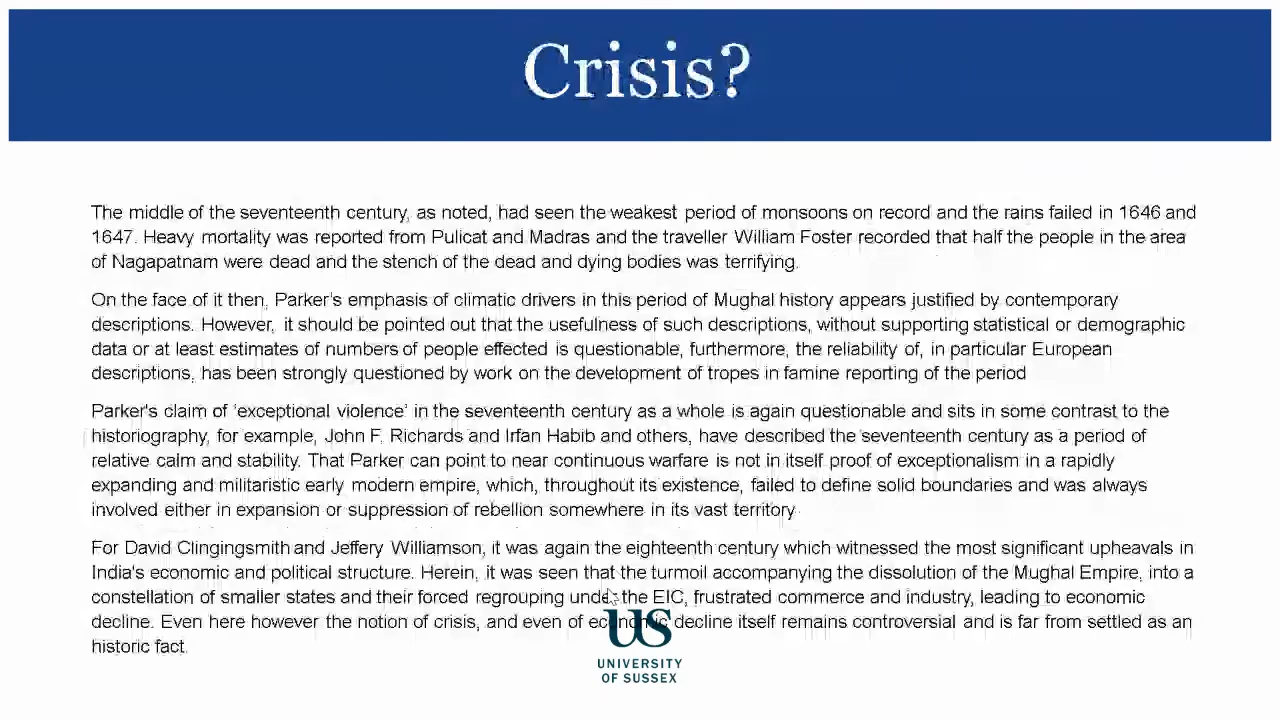 Crisis?
The middle of the seventeenth century, as noted, had seen the weakest period of monsoons on record and the rains failed in 1646 and
1647. Heavy mortality was reported from Pulicat and Madras and the traveller William Foster recorded that half the people in the area
of Nagapatnam were dead and the stench of the dead and dying bodies was terrifying.
On the face of it then, Parker's emphasis of climatic drivers in this period of Mughal history appears justified by contemporary
descriptions. However, it should be pointed out that the usefulness of such descriptions, without supporting statistical or demographic
data or at least estimates of numbers of people effected is questionable, furthermore, the reliability of, in particular European
descriptions, has been strongly questioned by work on the development of tropes in famine reporting of the period
Parker's claim of 'exceptional violence' in the seventeenth century as a whole is again questionable and sits in some contrast to the
historiography, for example, John F. Richards and Irfan Habib and others, have described the seventeenth century as a period of
relative calm and stability. That Parker can point to near continuous warfare is not in itself proof of exceptionalism in a rapidly
expanding and militaristic early modern empire, which, throughout its existence, failed to define solid boundaries and was always
involved either in expansion or suppression of rebellion somewhere in its vast territory
For David Clingingsmith and Jeffery Williamson, it was again the eighteenth century which witnessed the most significant upheavals in
India's economic and political structure. Herein, it was seen that the turmoil accompanying the dissolution of the Mughal Empire, into a
constellation of smaller states and their forced regrouping under the EIC, frustrated commerce and industry, leading to economic
decline. Even here however the notion of crisis, and even of economic decline itself remains controversial and is far from settled as an
historic fact.
US
UNIVERSITY
OF SUSSEX